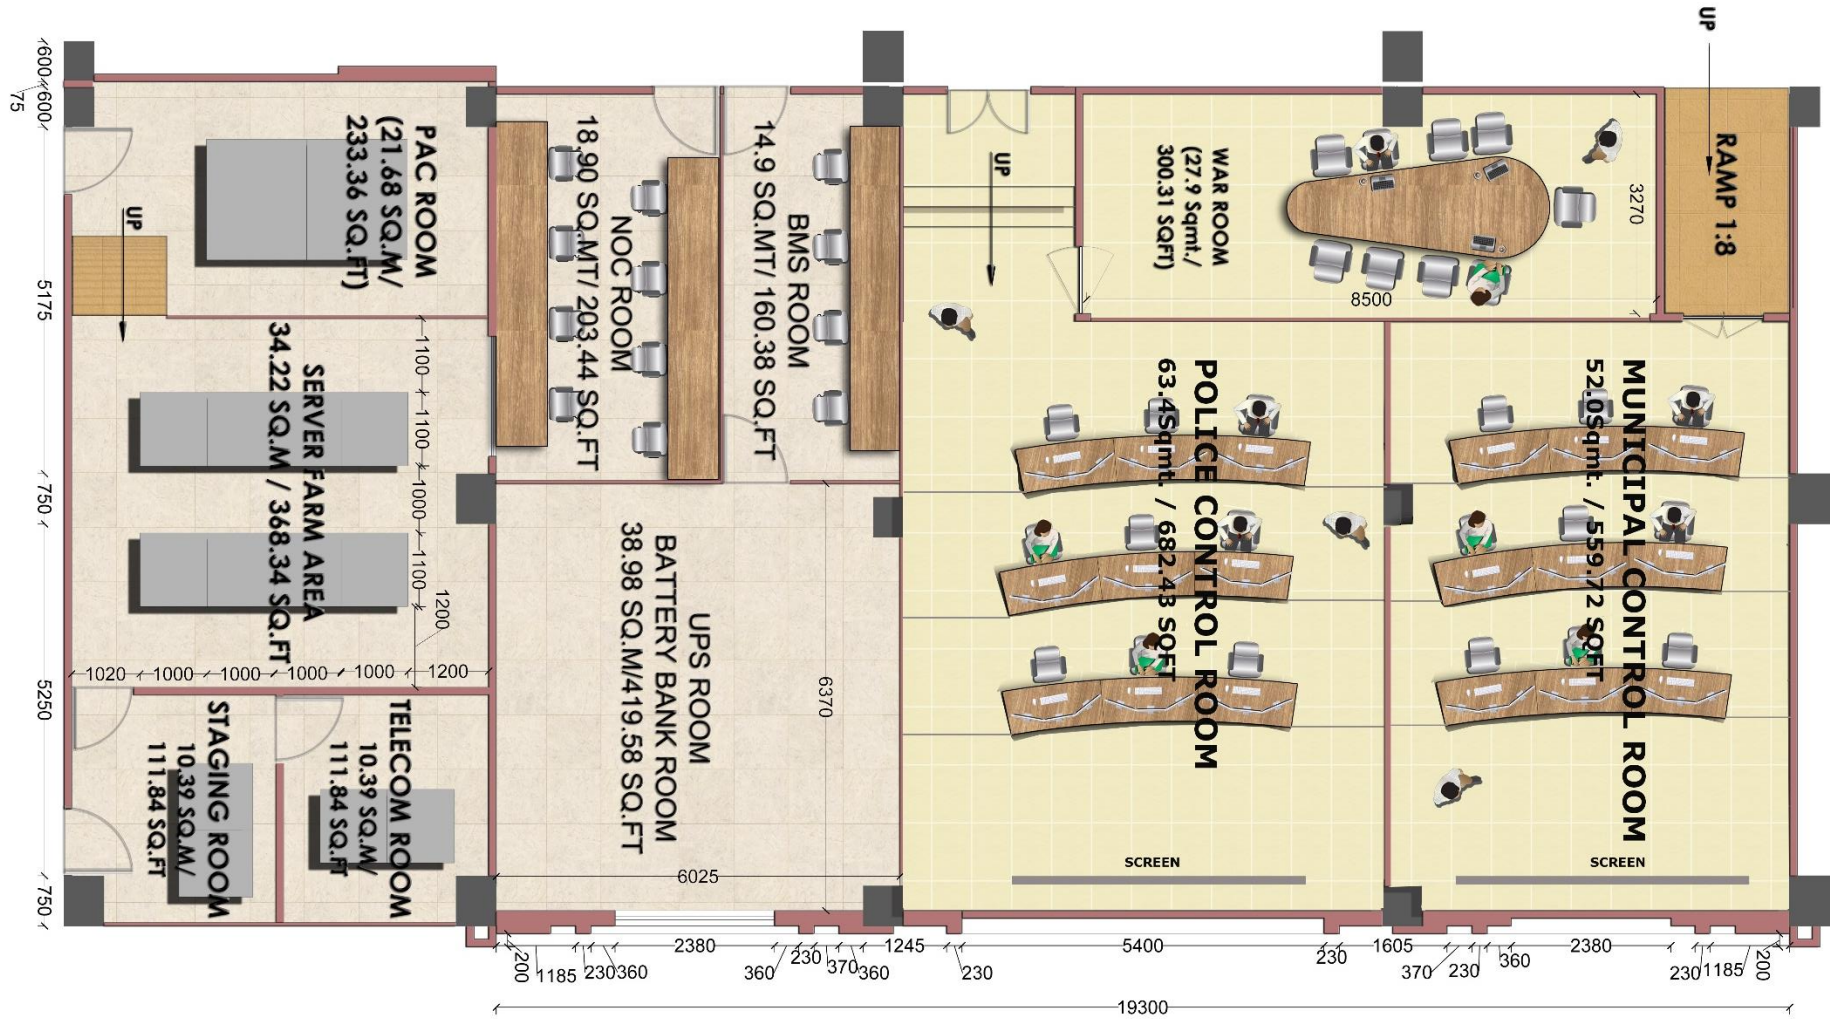 UP
RAMP 1:8
UP
WAR ROOM
(27.9 Sqmt./
300.31 SQFT)
3270
8500
PAC ROOM
(21.68 SQ.M/
233.36 SQ.FT)
UP
NOC ROOM
18.90 SQ.MT/ 203.44 SQ.FT
BMS ROOM
14.9 SQ.MT/ 160.38 SQ.FT
SERVER FARM AREA
34.22 SQ.M / 368.34 SQ.FT
POLICE CONTROL ROOM
63.4Sqmt. / 682.43 SQFT
MUNICIPAL CONTROL ROOM
52.0Sqmt. / 559.72 SQFT
UPS ROOM
BATTERY BANK ROOM
38.98 SQ.M/419.58 SQ.FT
STAGING ROOM
10.39 SQ.M/
111.84 SQ.FT
TELECOM ROOM
10.39 SQ.M/
111.84 SQ.FT
SCREEN
SCREEN
600
600
75
5175
750
5250
750
1100
1100
1000
1100
1200
1020 1000 1000 1000 1000 1200
6370
6025
200 1185 230 360 2380 360 230 370 360 1245 230 5400 230 1605 370 230 360 2380 230 1185 200
19300